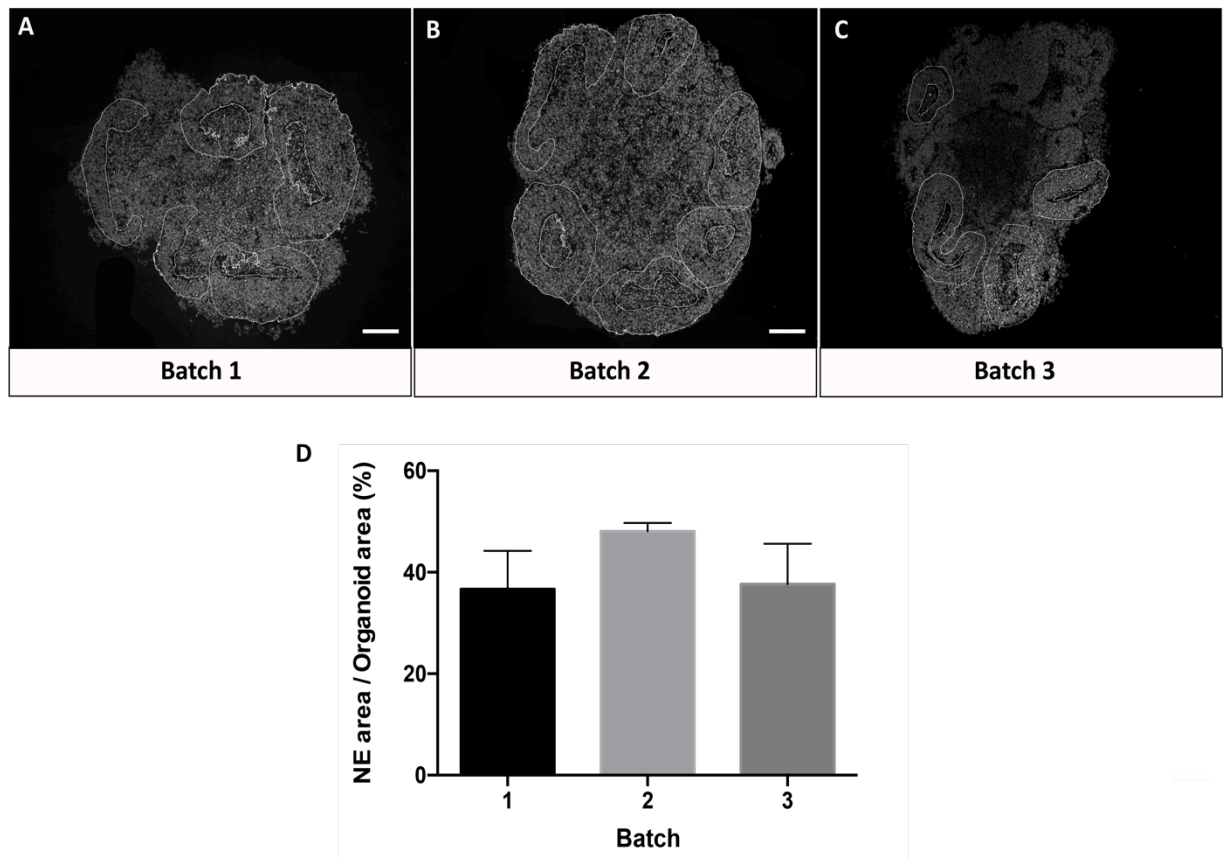 A
B
C
Batch 1
Batch 2
Batch 3
D
NE area / Organoid area (%)
60
40
20
0
1
2
3
Batch